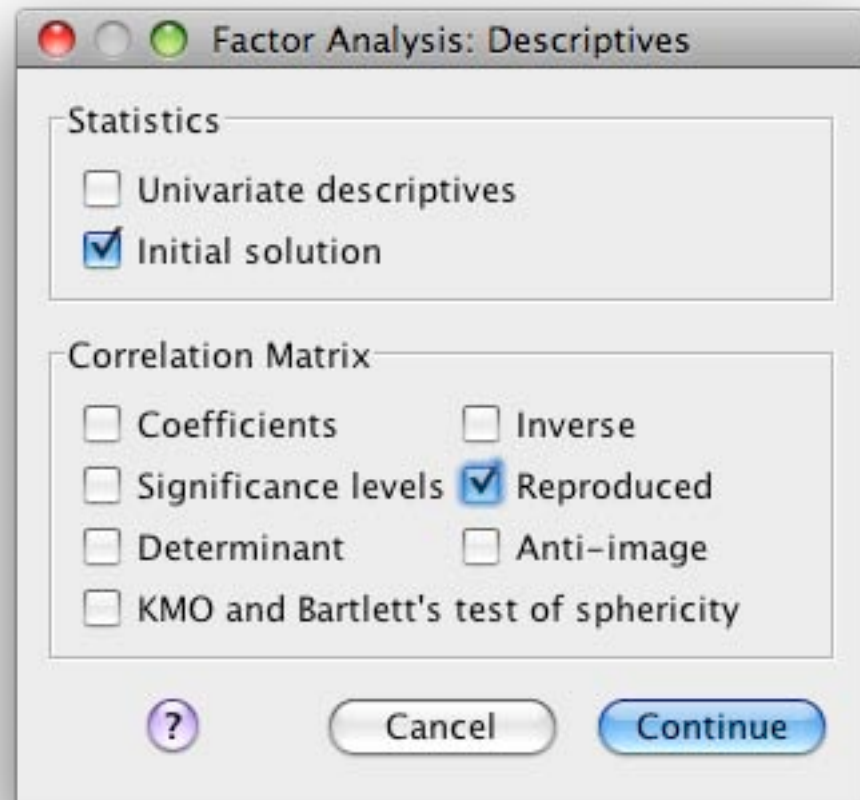 Factor Analysis: Descriptives
Statistics
Univariate descriptives
Initial solution
Correlation Matrix
Coefficients Inverse
Significance levels Reproduced
Determinant Anti-image
KMO and Bartlett's test of sphericity
? Cancel Continue